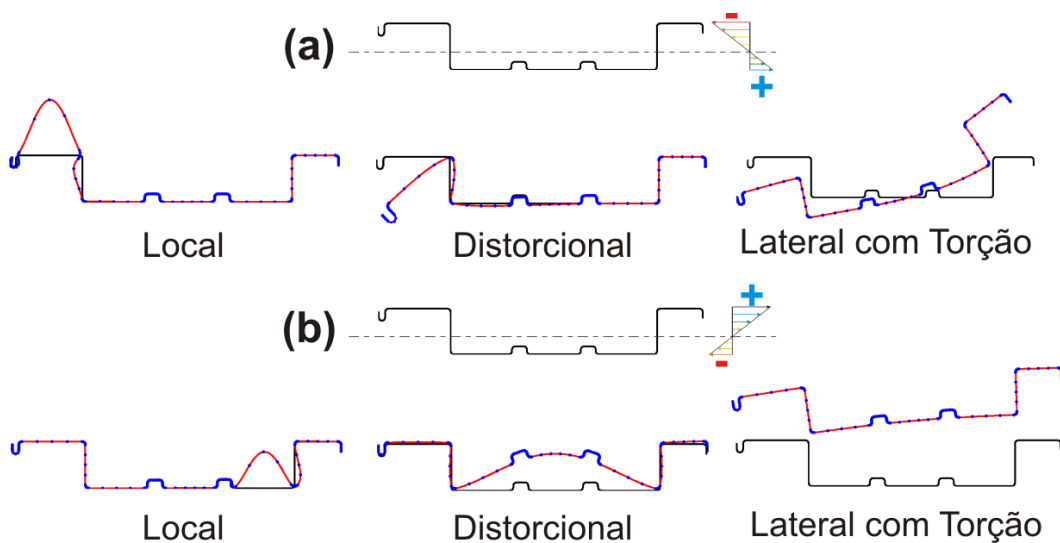 (a)
-
+
Local
Distorcional
Lateral com Torção
(b)
+
-
Local
Distorcional
Lateral com Torção